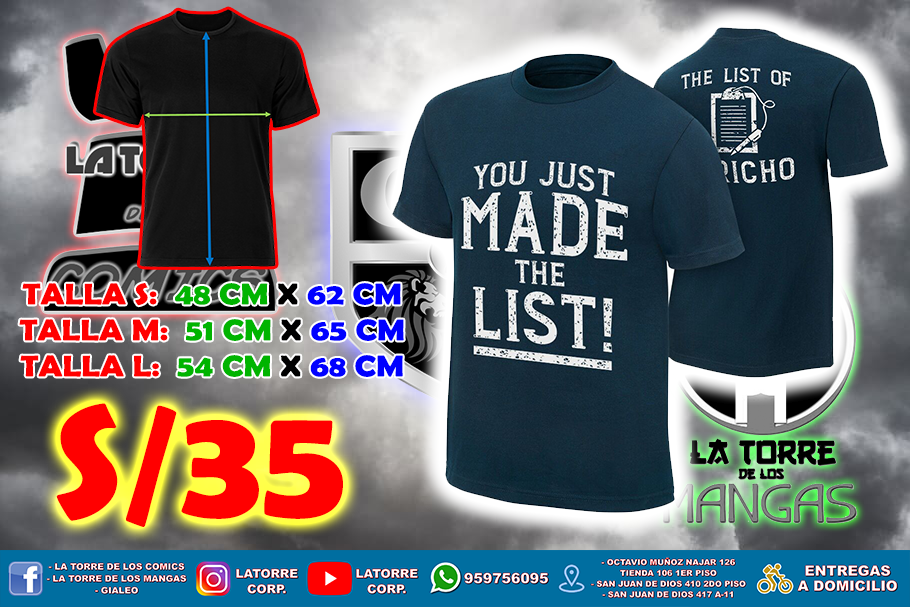 LA TO
COMICS
TALLA S: 48 CM X 62 CM
TALLA M: 51 CM X 65 CM
TALLA L: 54 CM X 68 CM
S/35
YOU JUST
MADE
THE
LIST!
THE LIST OF
RICHO
LA TORRE
DE LOS
MANGAS
- LA TORRE DE LOS COMICS
- LA TORRE DE LOS MANGAS
- GIALEO
LATORRE
CORP.
LATORRE
CORP.
959756095
- OCTAVIO MUÑOZ NAJAR 126
TIENDA 106 1ER PISO
- SAN JUAN DE DIOS 410 2DO PISO
- SAN JUAN DE DIOS 417 A-11
ENTREGAS
A DOMICILIO